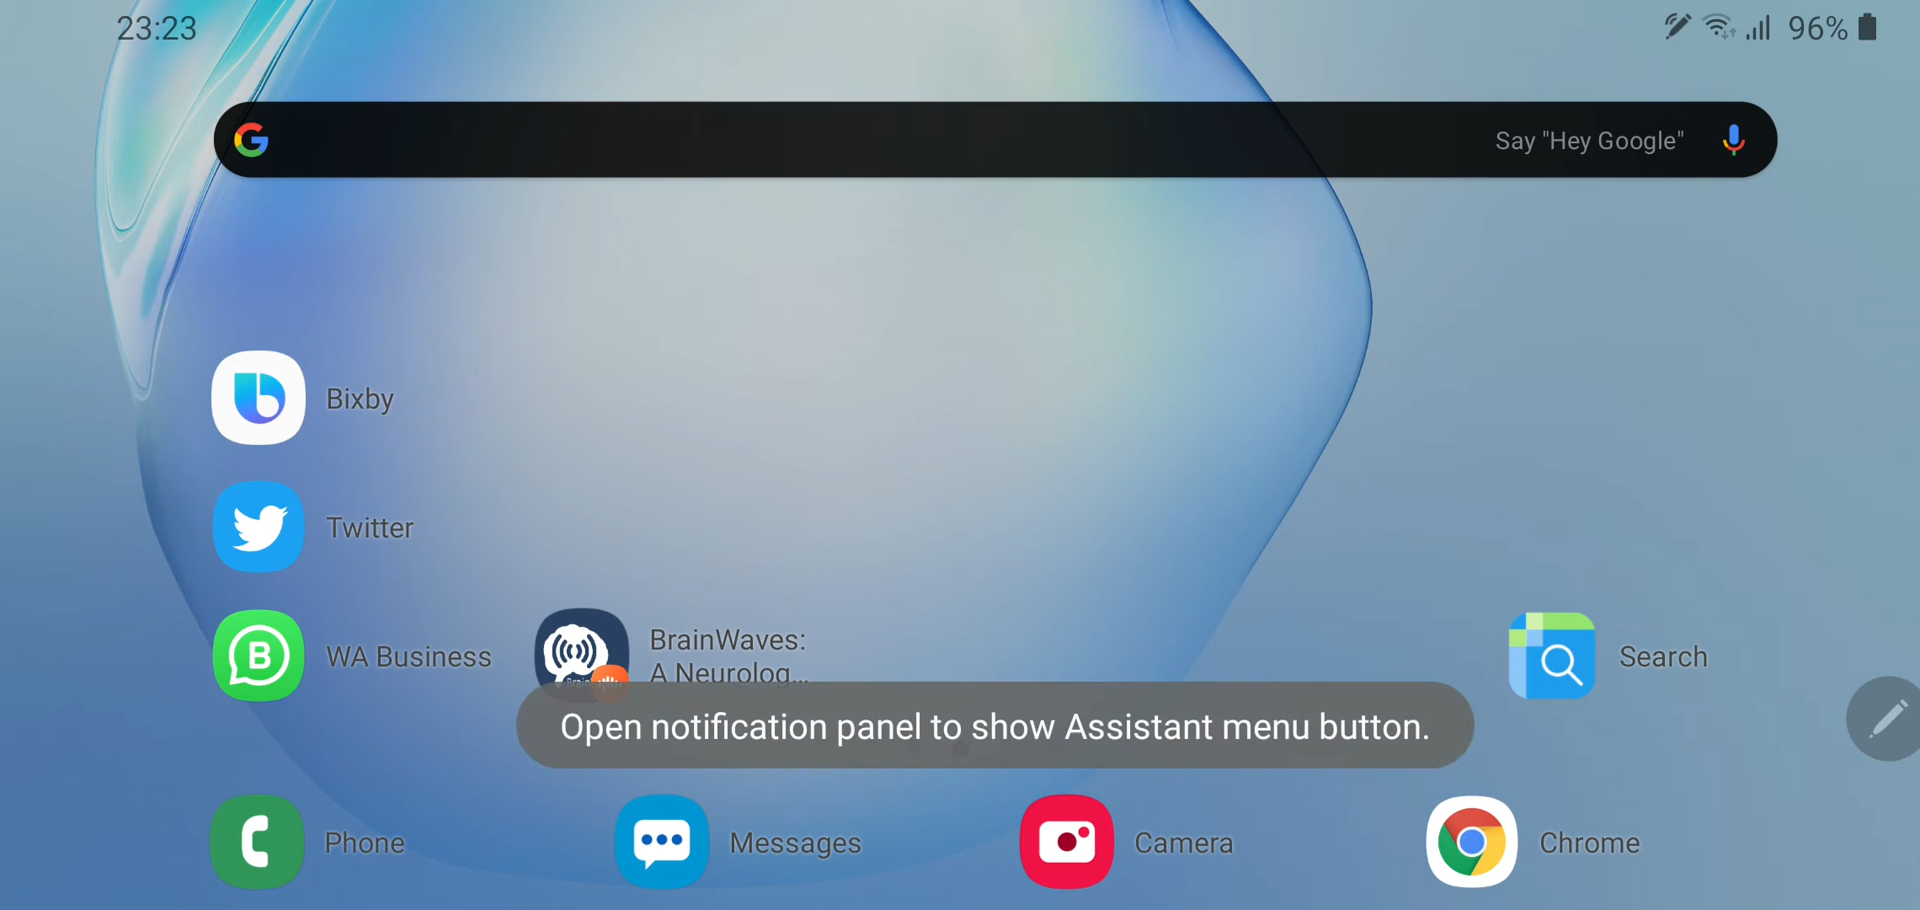 23:23
96%
Say "Hey Google"
Bixby
Twitter
B
WA Business
BrainWaves:
A Neurolog...
Brain
Search
Open notification panel to show Assistant menu button.
Phone
Messages
Camera
Chrome